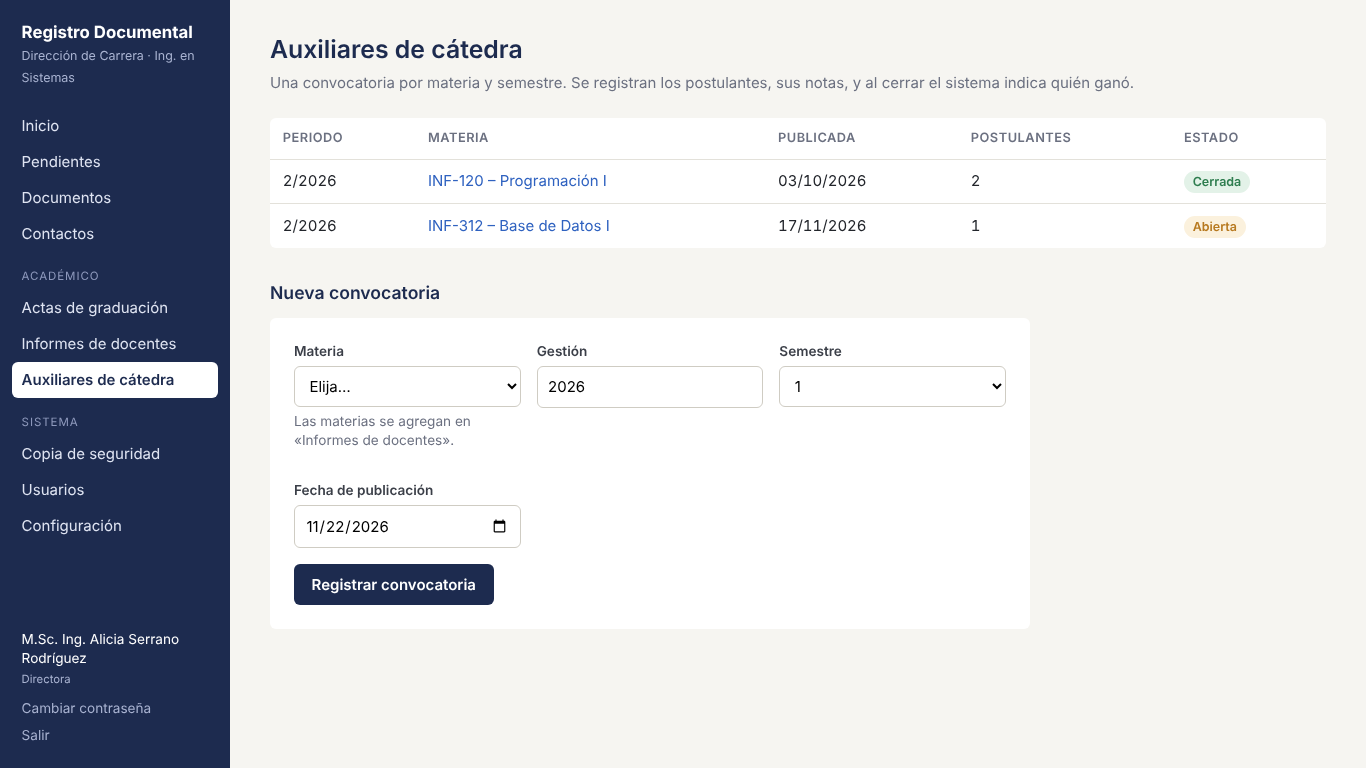 Registro Documental
Dirección de Carrera · Ing. en
Sistemas
Inicio
Pendientes
Documentos
Contactos
ACADÉMICO
Actas de graduación
Informes de docentes
Auxiliares de cátedra
SISTEMA
Copia de seguridad
Usuarios
Configuración
M.Sc. Ing. Alicia Serrano
Rodríguez
Directora
Cambiar contraseña
Salir
Auxiliares de cátedra
Una convocatoria por materia y semestre. Se registran los postulantes, sus notas, y al cerrar el sistema indica quién ganó.
PERIODO MATERIA PUBLICADA POSTULANTES ESTADO
2/2026 INF-120 – Programación I 03/10/2026 2 Cerrada
2/2026 INF-312 – Base de Datos I 17/11/2026 1 Abierta
Nueva convocatoria
Materia Gestión Semestre
Elija... 2026 1
Las materias se agregan en
«Informes de docentes».
Fecha de publicación
11/22/2026
Registrar convocatoria